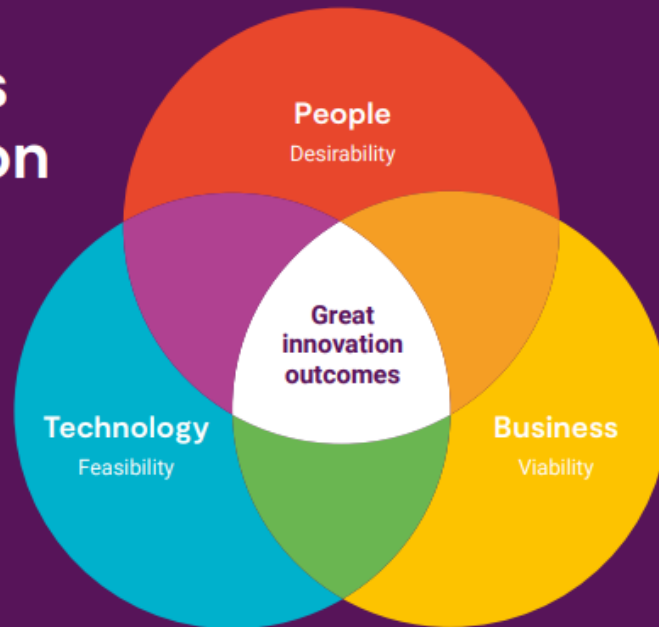 People
Desirability
Great
innovation
outcomes
Technology
Feasibility
Business
Viability